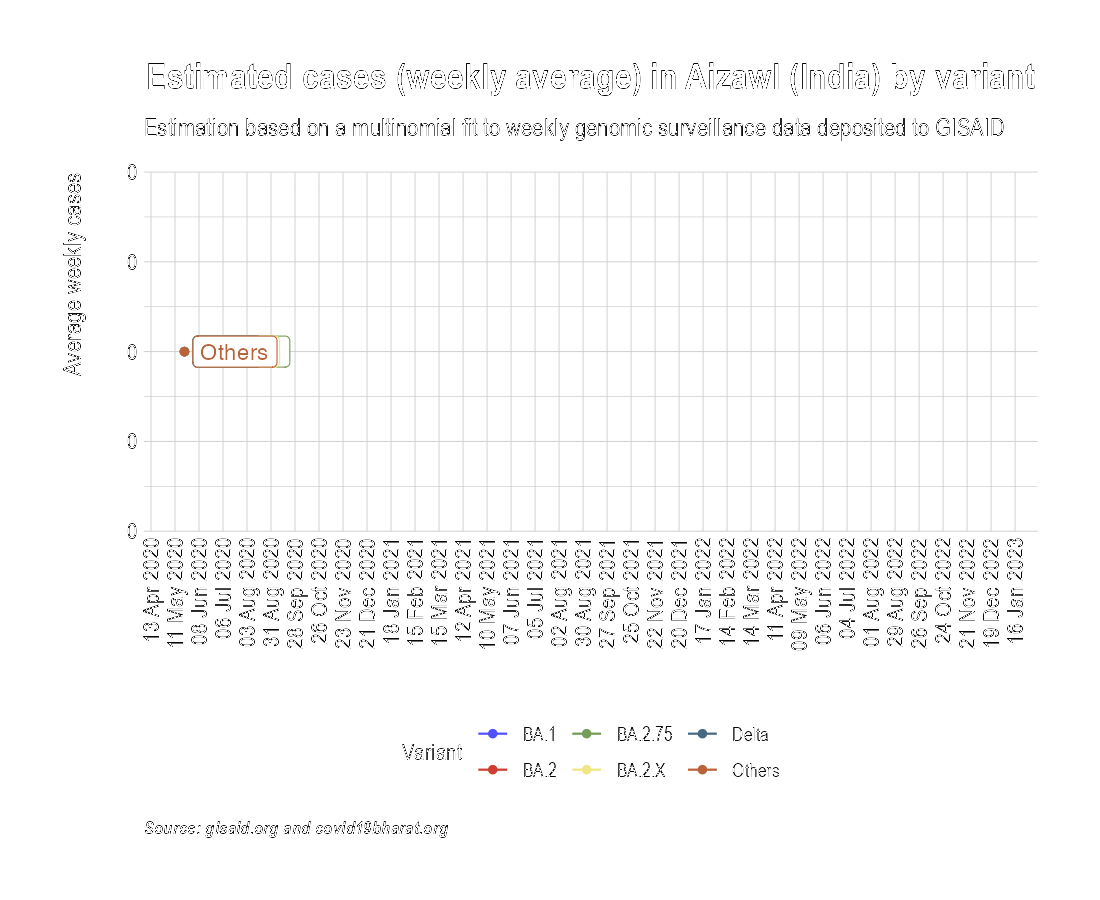 Estimated cases (weekly average) in Aizawl (India) by variant
Estimation based on a multinomial fit to weekly genomic surveillance data deposited to GISAID
Average weekly cases
0
0
0
0
0
Others
13 Apr 2020
11 May 2020
08 Jun 2020
06 Jul 2020
03 Aug 2020
31 Aug 2020
28 Sep 2020
26 Oct 2020
23 Nov 2020
21 Dec 2020
18 Jan 2021
15 Feb 2021
15 Mar 2021
12 Apr 2021
10 May 2021
07 Jun 2021
05 Jul 2021
02 Aug 2021
30 Aug 2021
27 Sep 2021
25 Oct 2021
22 Nov 2021
20 Dec 2021
17 Jan 2022
14 Feb 2022
14 Mar 2022
11 Apr 2022
09 May 2022
06 Jun 2022
04 Jul 2022
01 Aug 2022
29 Aug 2022
26 Sep 2022
24 Oct 2022
21 Nov 2022
19 Dec 2022
16 Jan 2023
Variant
BA.1 BA.2.75 Delta
BA.2 BA.2.X Others
Source: gisaid.org and covid19bharat.org